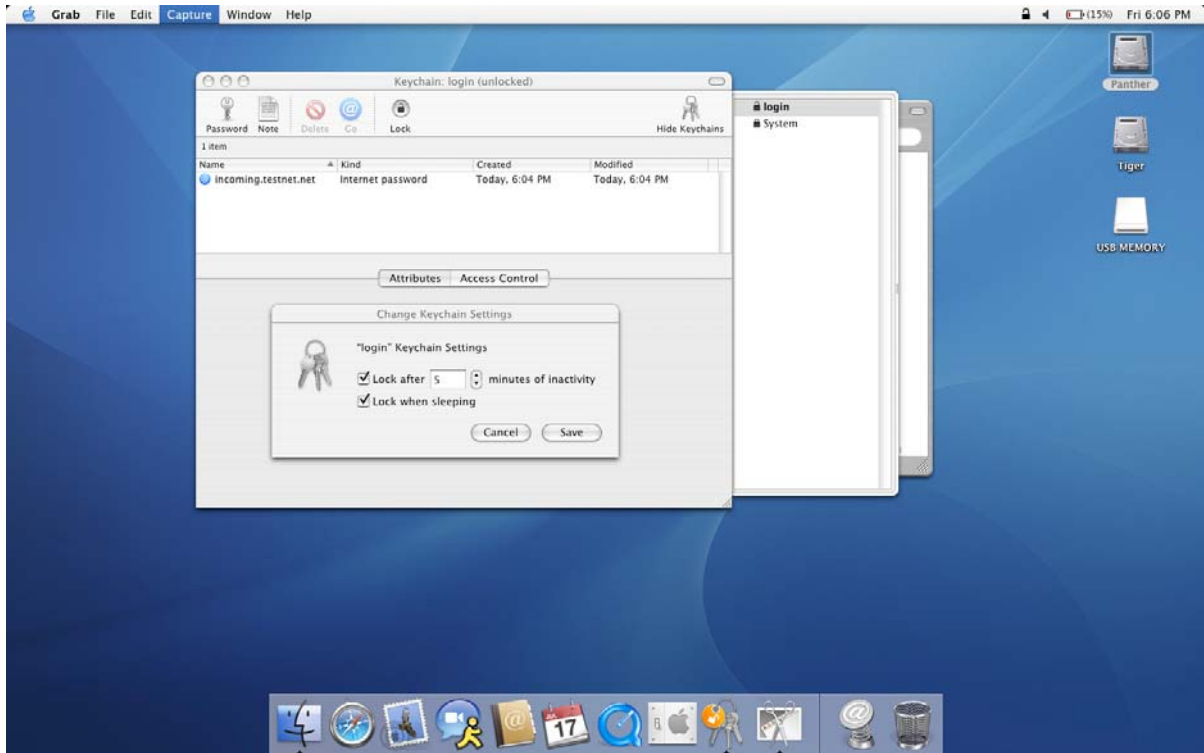 Grab File Edit Capture Window Help
(15%) Fri 6:06 PM
Keychain: login (unlocked)
Password Note Delete Go Lock Hide Keychains
1 item
Name Kind Created Modified
incoming.testnet.net Internet password Today, 6:04 PM Today, 6:04 PM
Attributes Access Control
Change Keychain Settings
"login" Keychain Settings
Lock after 5 minutes of inactivity
Lock when sleeping
Cancel Save
login
System
Panther
Tiger
USB MEMORY
17